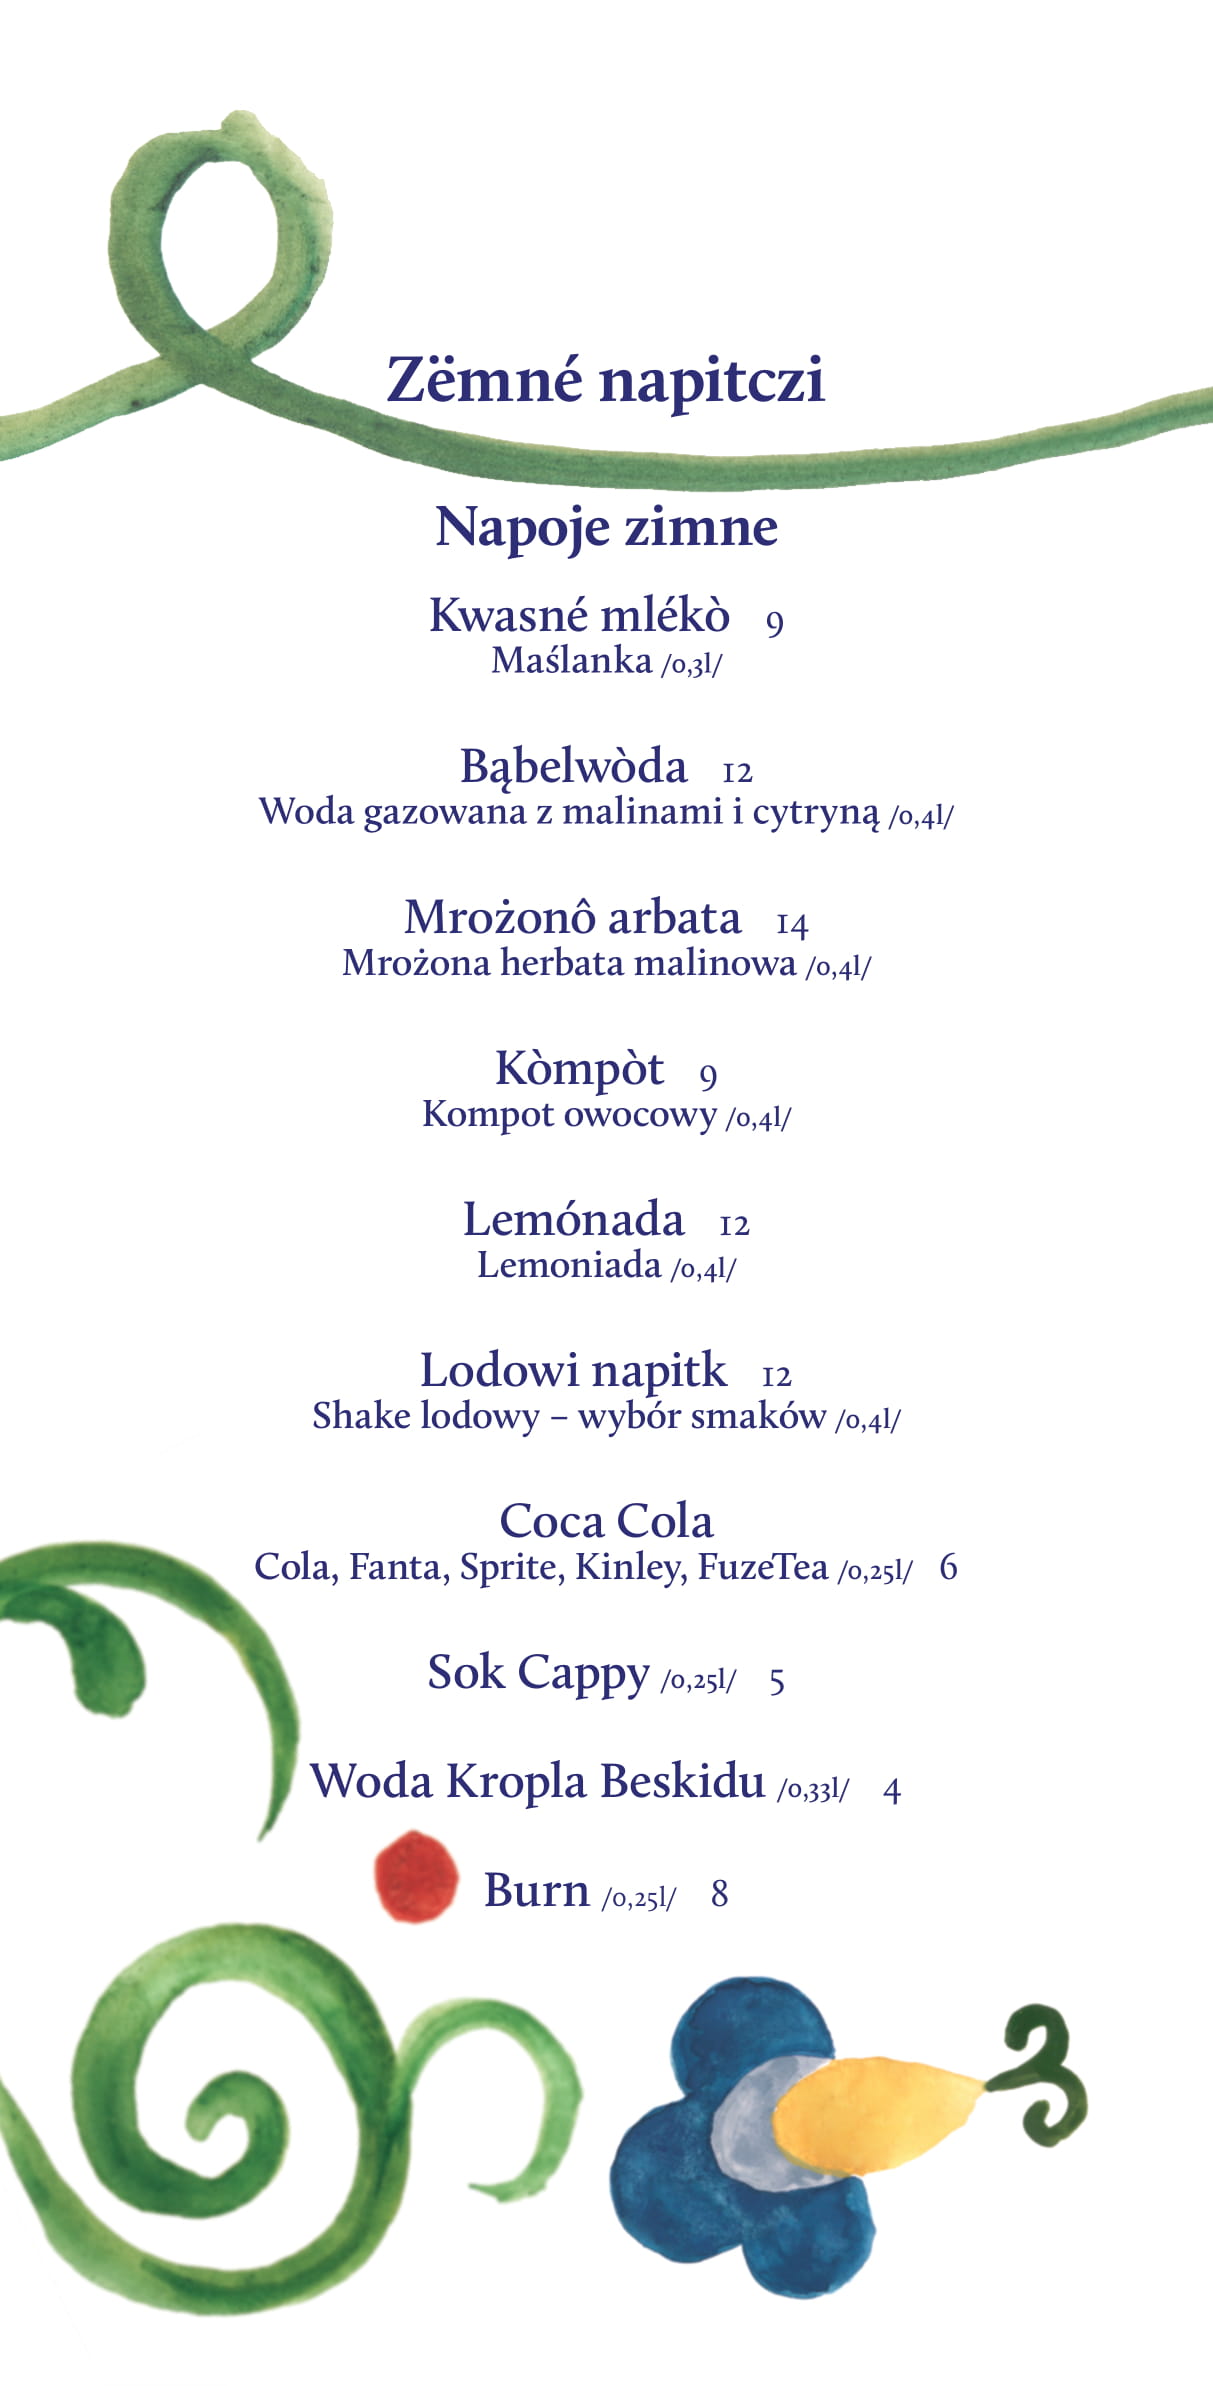 Zëmné napitczi
Napoje zimne
Kwasné mlékò 9
Maślanka /0,3l/
Bąbelwòda 12
Woda gazowana z malinami i cytryną /0,4l/
Mrożonô arbata 14
Mrożona herbata malinowa /0,4l/
Kòmpòt 9
Kompot owocowy /0,4l/
Lemónada 12
Lemoniada /0,4l/
Lodowi napitk 12
Shake lodowy – wybór smaków /0,4l/
Coca Cola
Cola, Fanta, Sprite, Kinley, FuzeTea /0,25l/ 6
Sok Cappy /0,25l/ 5
Woda Kropla Beskidu /0,33l/ 4
Burn /0,25l/ 8